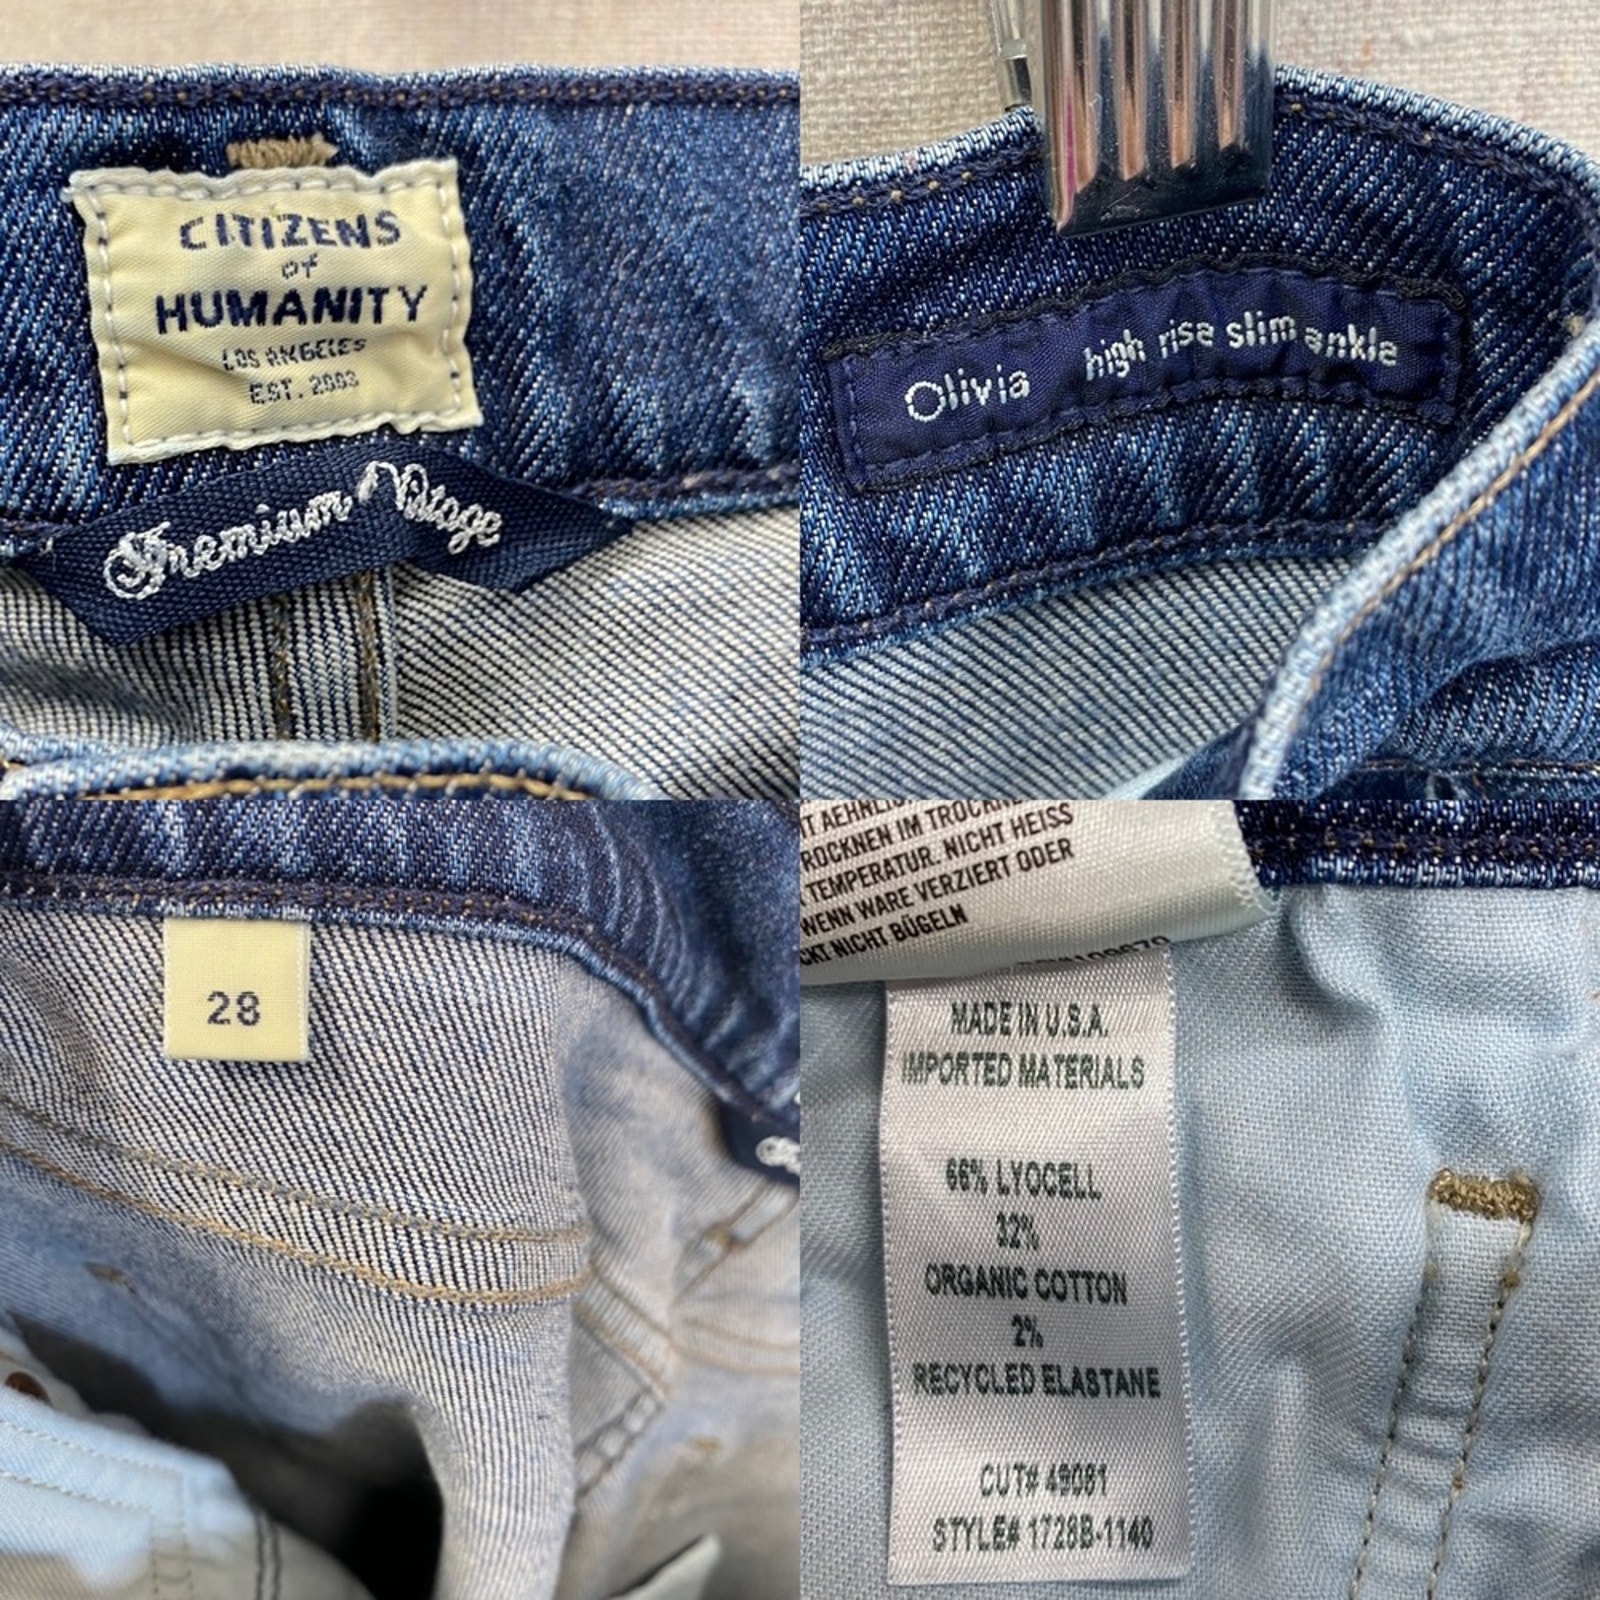 CITIZENS
of
HUMANITY
LOS ANGELES
EST. 2003
Premium Vintage
Olivia high rise slim ankle
28
TROCKNEN IM
TEMPERATUR. NICHT HEISS
WENN WARE VERZIERT ODER
NICHT BÜGELN
MADE IN U.S.A.
IMPORTED MATERIALS
66% LYOCELL
32%
ORGANIC COTTON
2%
RECYCLED ELASTANE
CUT# 49081
STYLE# 1728B-1140